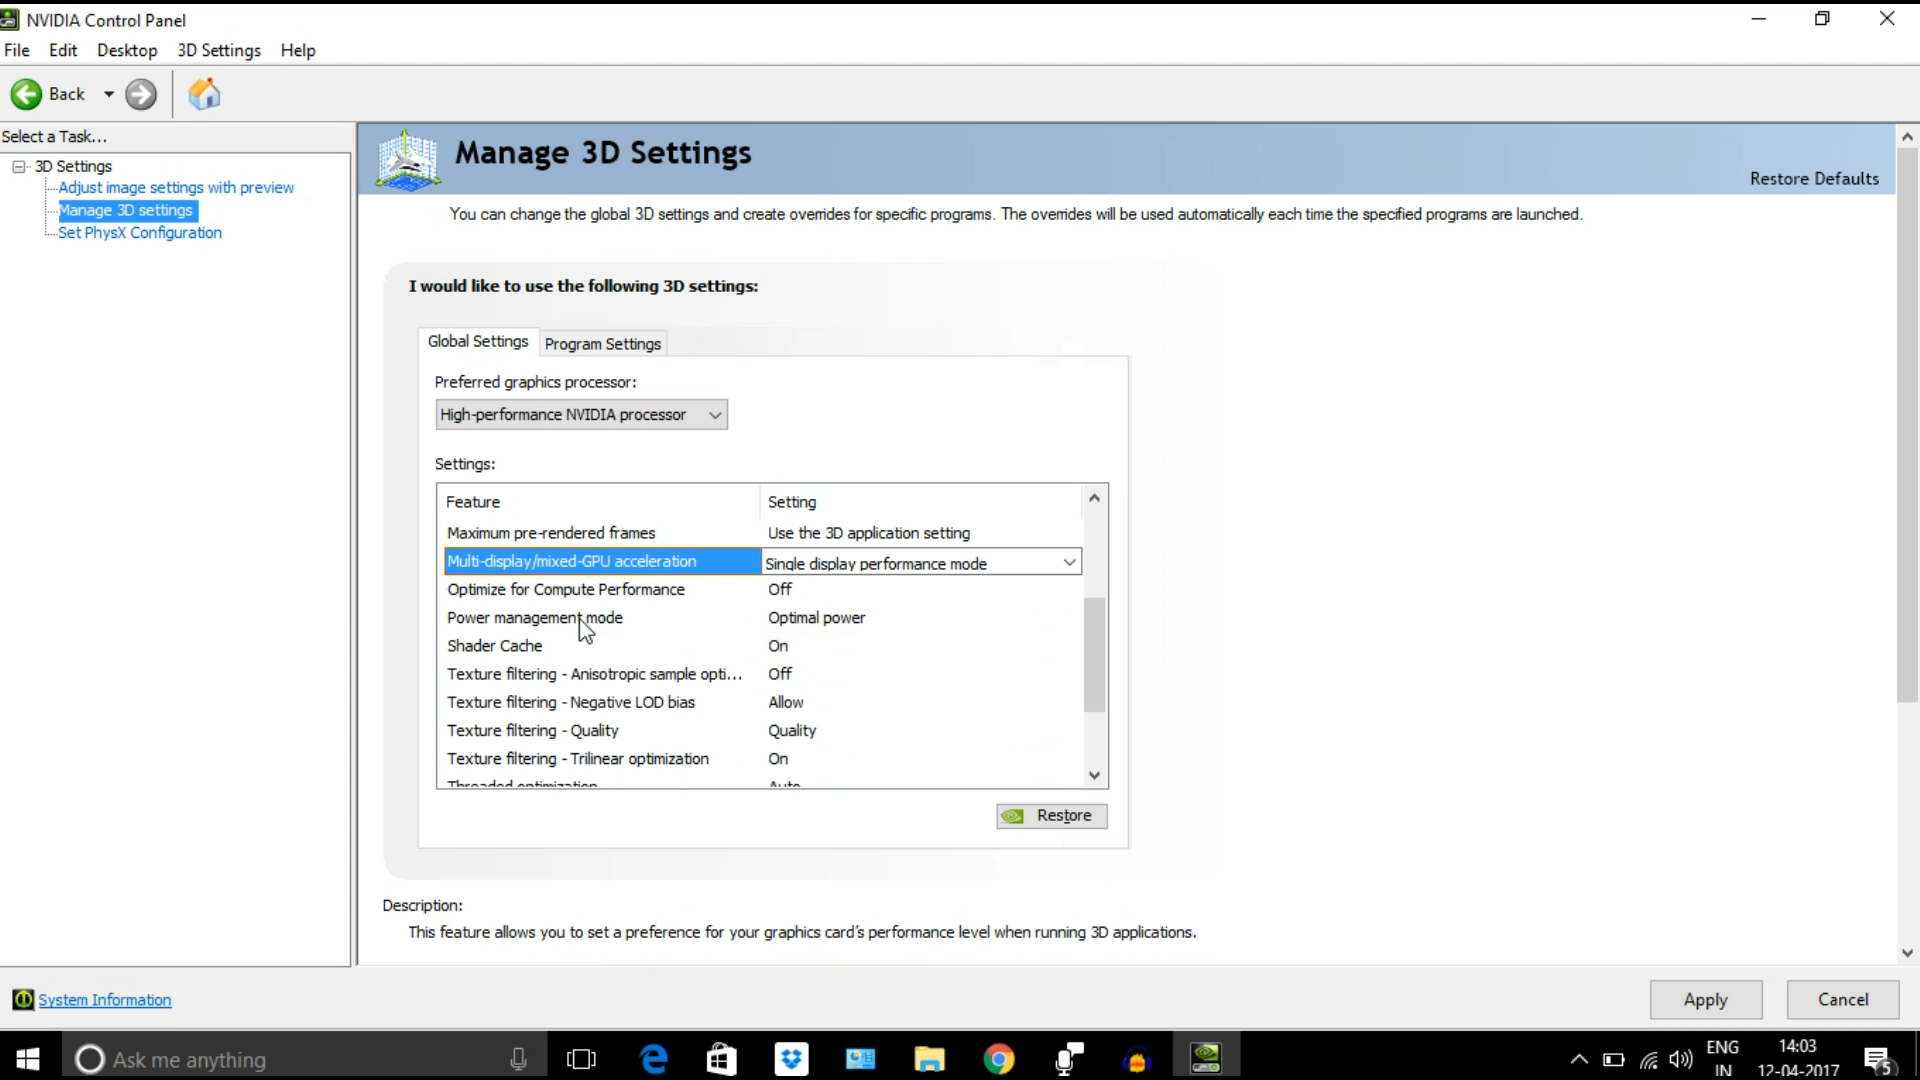 NVIDIA Control Panel
File Edit Desktop 3D Settings Help
Back
Select a Task...
3D Settings
Adjust image settings with preview
Manage 3D settings
Set PhysX Configuration
Manage 3D Settings
Restore Defaults
You can change the global 3D settings and create overrides for specific programs. The overrides will be used automatically each time the specified programs are launched.
I would like to use the following 3D settings:
Global Settings Program Settings
Preferred graphics processor:
High-performance NVIDIA processor
Settings:
Feature Setting
Maximum pre-rendered frames Use the 3D application setting
Multi-display/mixed-GPU acceleration Single display performance mode
Optimize for Compute Performance Off
Power management mode Optimal power
Shader Cache On
Texture filtering - Anisotropic sample opti... Off
Texture filtering - Negative LOD bias Allow
Texture filtering - Quality Quality
Texture filtering - Trilinear optimization On
Threaded optimization Auto
Restore
Description:
This feature allows you to set a preference for your graphics card's performance level when running 3D applications.
System Information
Apply Cancel
Ask me anything
ENG
IN
14:03
12-04-2017
5